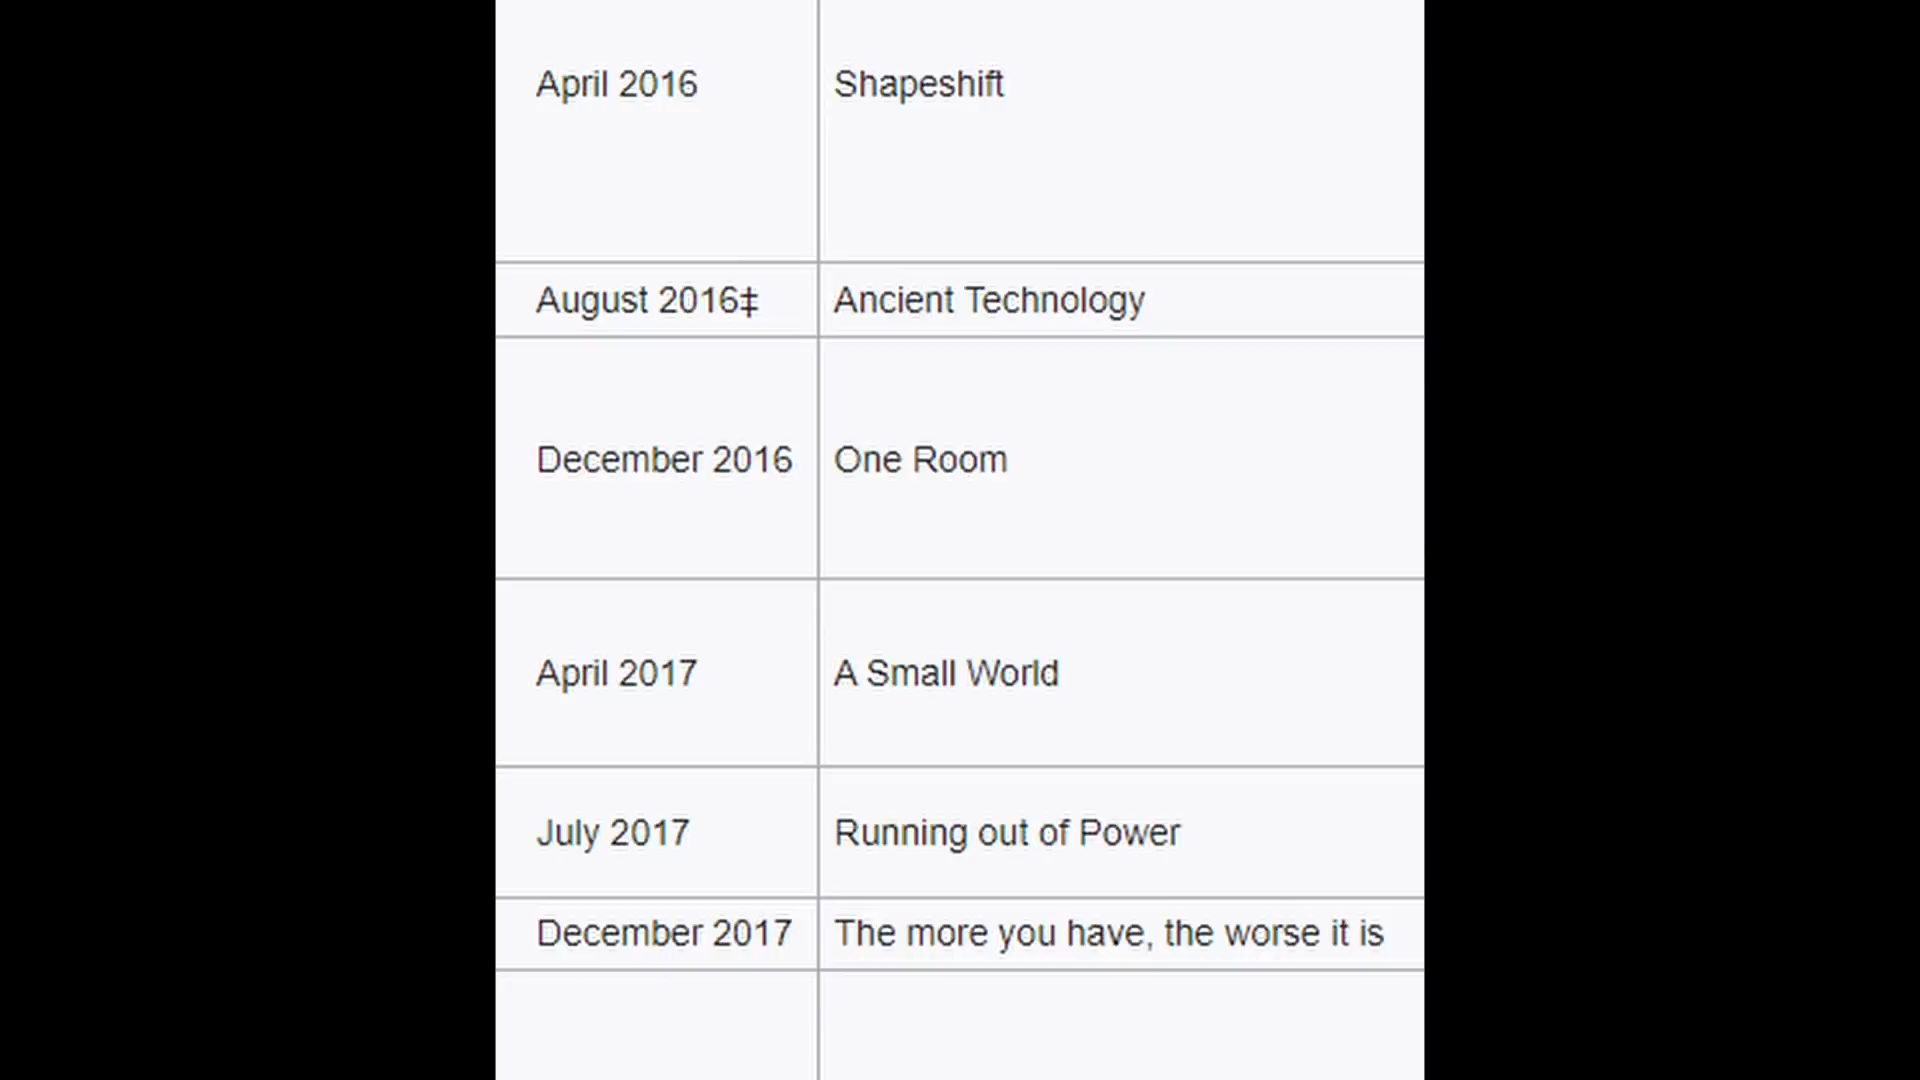 April 2016 Shapeshift
August 2016‡ Ancient Technology
December 2016 One Room
April 2017 A Small World
July 2017 Running out of Power
December 2017 The more you have, the worse it is